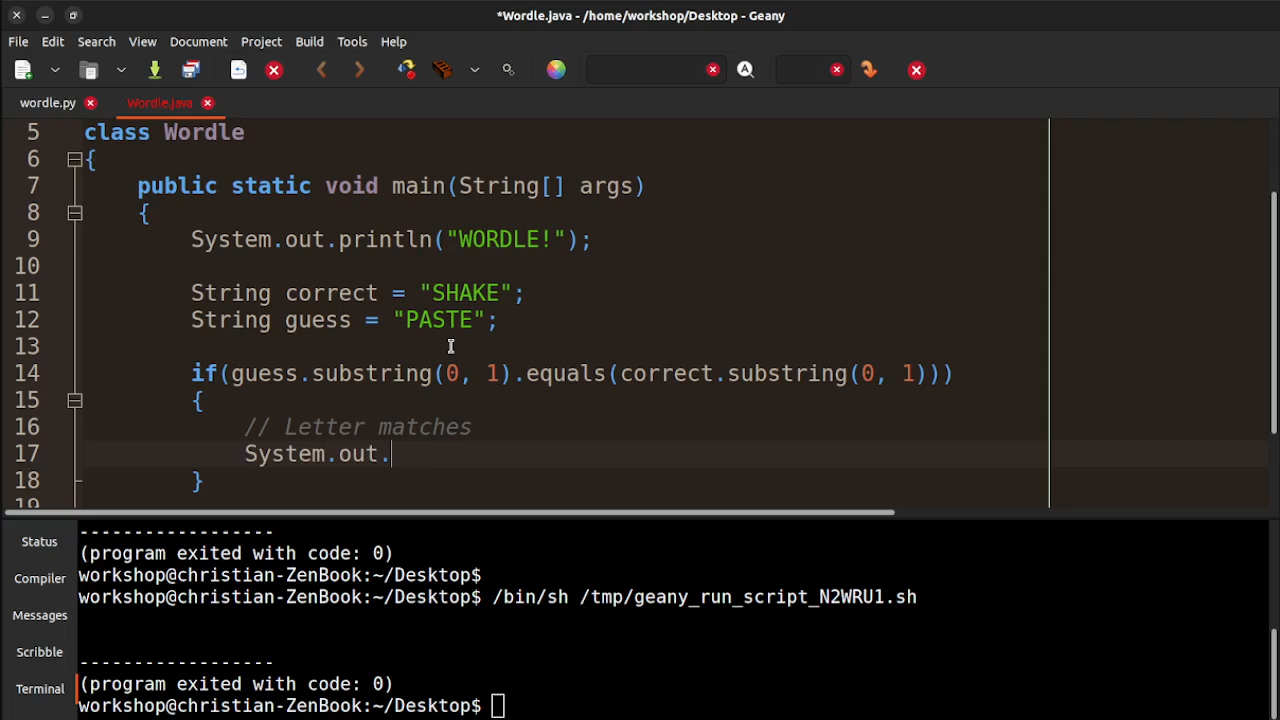 *Wordle.java - /home/workshop/Desktop - Geany
File Edit Search View Document Project Build Tools Help
wordle.py Wordle.java
5 class Wordle
6 {
7 public static void main(String[] args)
8 {
9 System.out.println("WORDLE!");
10
11 String correct = "SHAKE";
12 String guess = "PASTE";
13
14 if(guess.substring(0, 1).equals(correct.substring(0, 1)))
15 {
16 // Letter matches
17 System.out.
18 }
19
Status
Compiler
Messages
Scribble
Terminal
------------------
(program exited with code: 0)
workshop@christian-ZenBook:~/Desktop$
workshop@christian-ZenBook:~/Desktop$ /bin/sh /tmp/geany_run_script_N2WRU1.sh
------------------
(program exited with code: 0)
workshop@christian-ZenBook:~/Desktop$